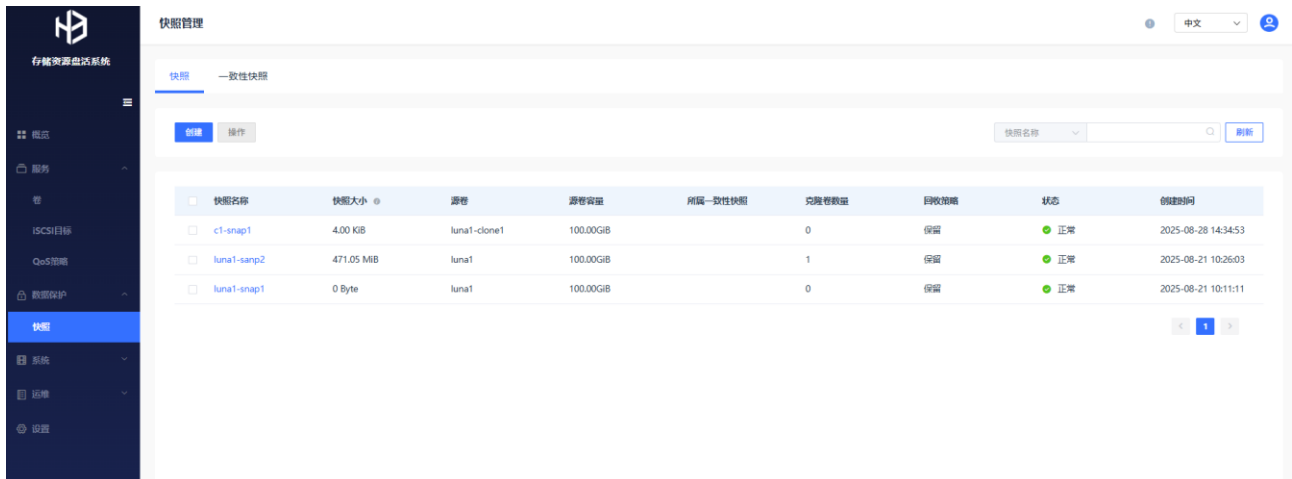 快照管理
中文
存储资源盘活系统
快照 一致性快照
概览
创建 操作 快照名称 刷新
服务
卷
iSCSI目标
QoS策略
数据保护
快照
系统
运维
设置
快照名称 快照大小 源卷 源卷容量 所属一致性快照 克隆卷数量 回收策略 状态 创建时间
c1-snap1 4.00 KiB luna1-clone1 100.00GiB 0 保留 正常 2025-08-28 14:34:53
luna1-sanp2 471.05 MiB luna1 100.00GiB 1 保留 正常 2025-08-21 10:26:03
luna1-snap1 0 Byte luna1 100.00GiB 0 保留 正常 2025-08-21 10:11:11
1